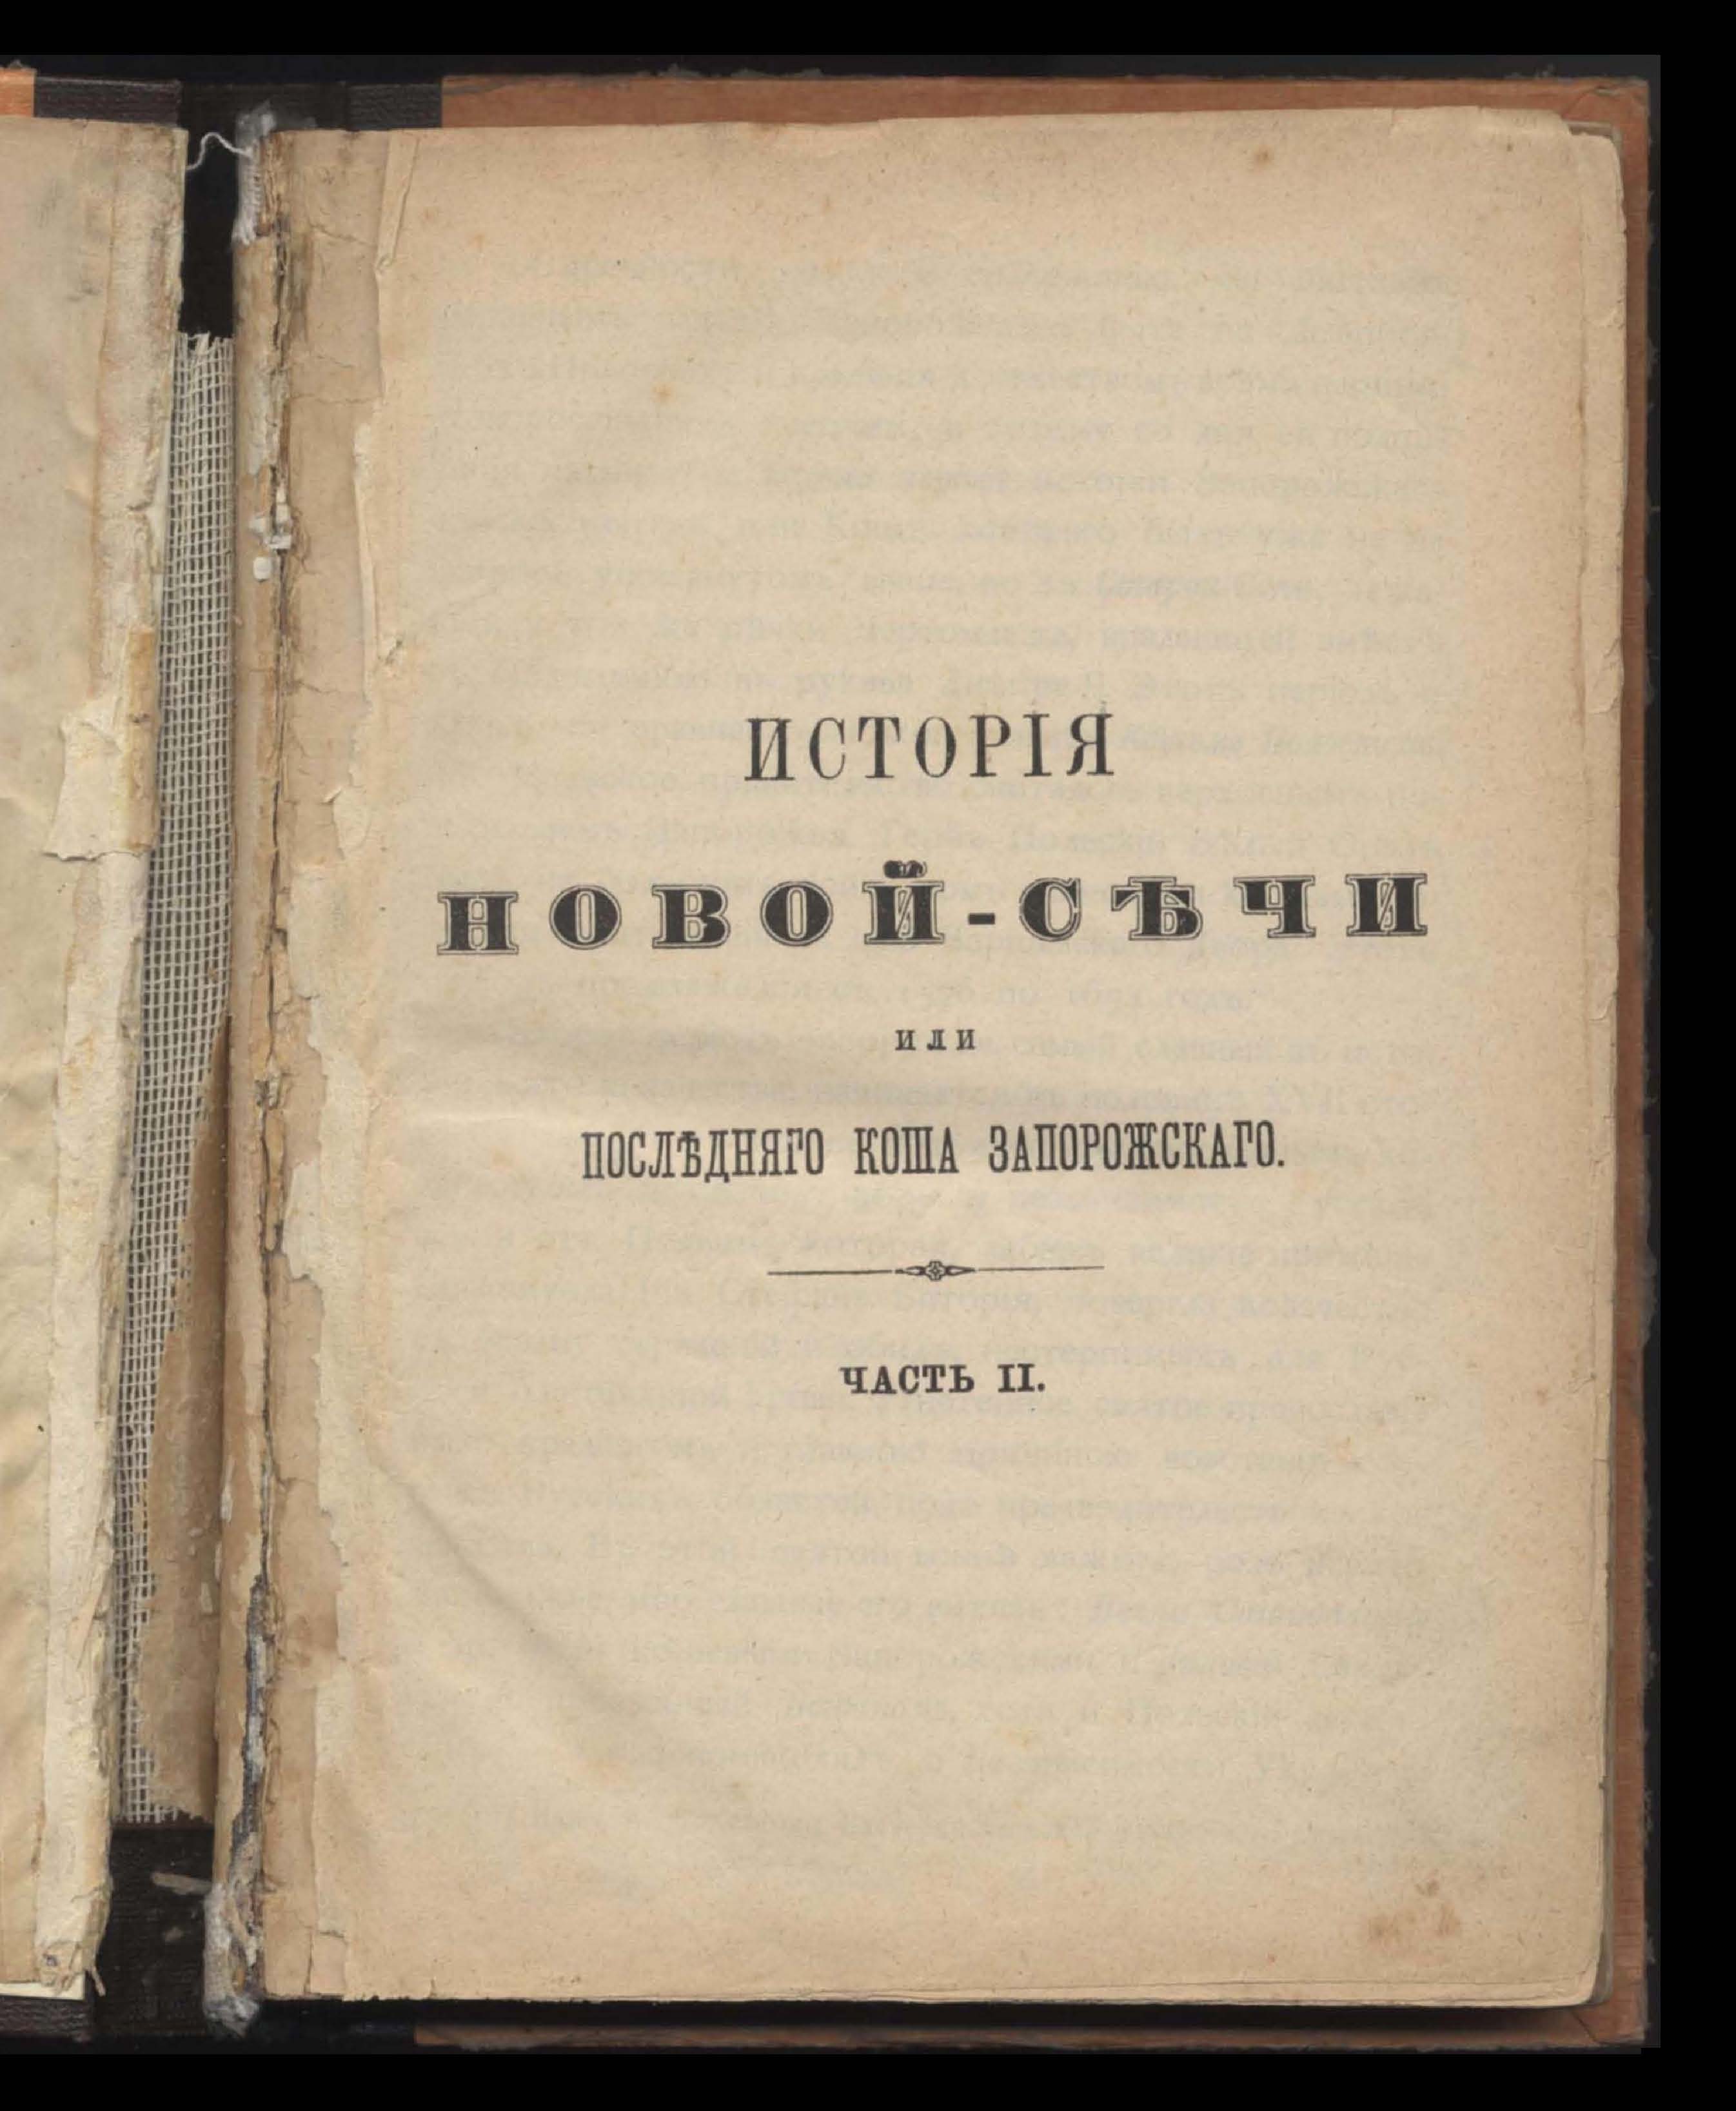 ИСТОРІЯ
НОВОЙ-СѢЧИ
ИЛИ
ПОСЛѢДНЯГО КОША ЗАПОРОЖСКАГО.
ЧАСТЬ II.